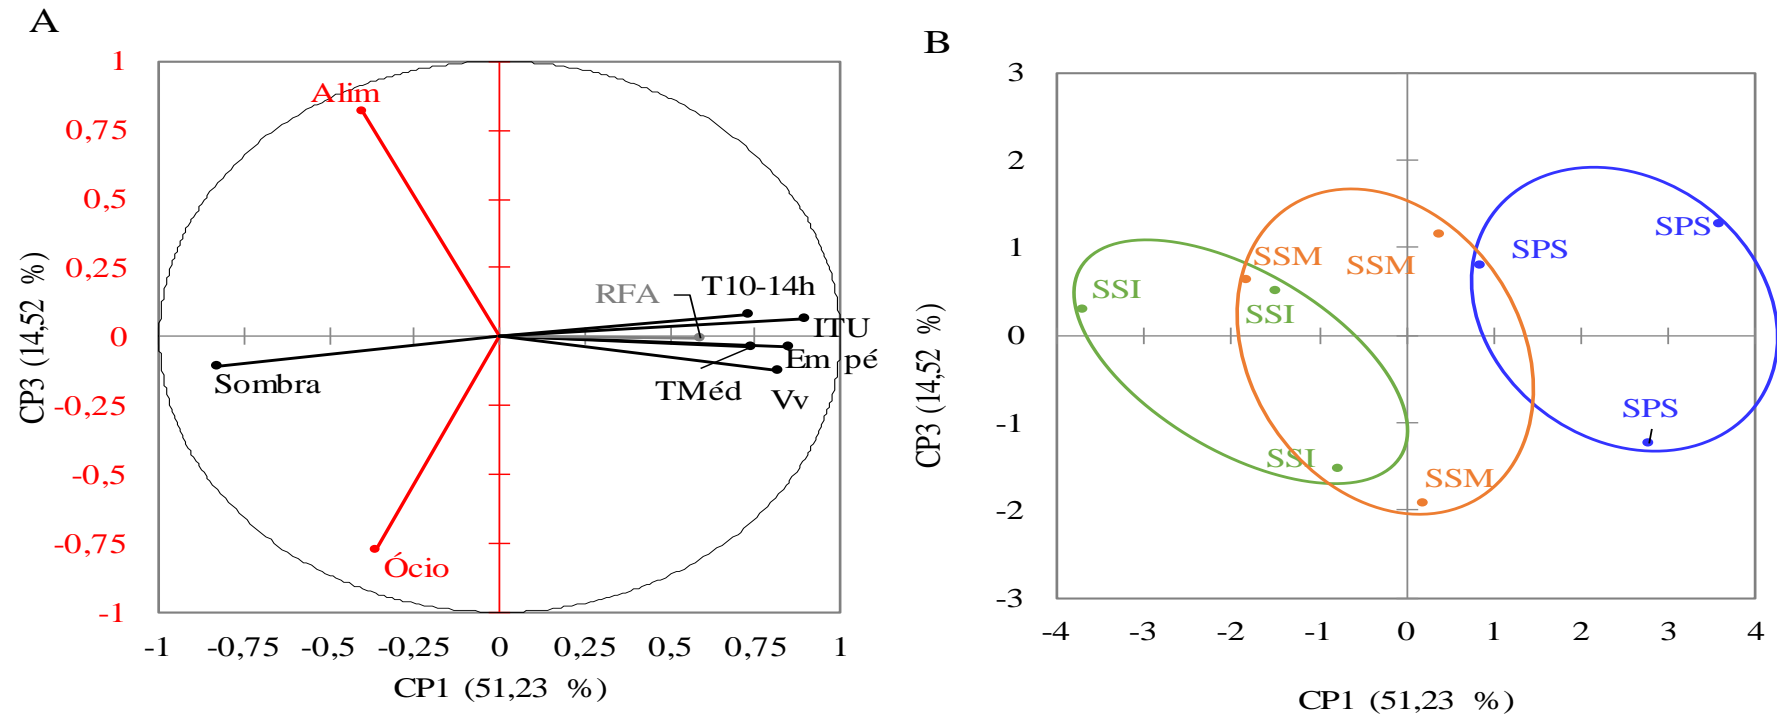 A
1
0,75
0,5
0,25
0
-0,25
-0,5
-0,75
-1
-1 -0,75 -0,5 -0,25 0 0,25 0,5 0,75 1
CP3 (14,52 %)
CP1 (51,23 %)
Alim
RFA
T10-14h
ITU
Em pé
TMéd
Vv
Sombra
Ócio
B
3
2
1
0
-1
-2
-3
-4 -3 -2 -1 0 1 2 3 4
CP3 (14,52 %)
CP1 (51,23 %)
SPS
SPS
SSM
SSM
SSI
SSI
SPS
SSI
SSM